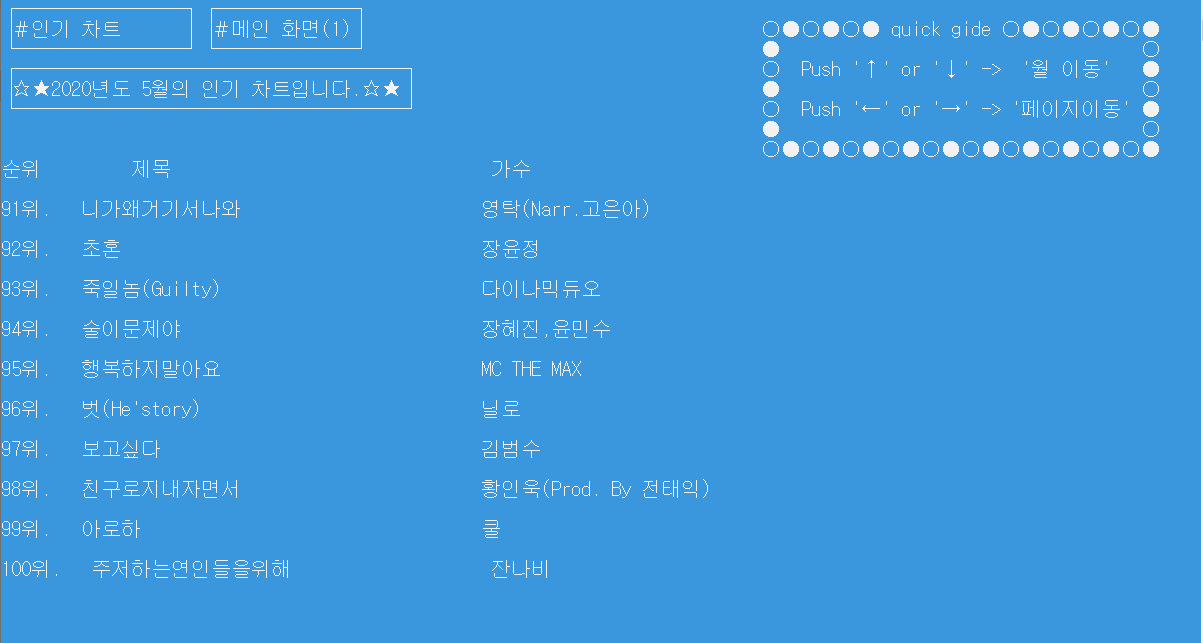 #인기 차트
#메인 화면(1)
☆★2020년도 5월의 인기 차트입니다.☆★
○●○●○● quick gide ○●○●○●○●
Push '↑' or '↓' -> '월 이동'
Push '←' or '→' -> '페이지이동'
순위 제목 가수
91위. 니가왜거기서나와 영탁(Narr.고은아)
92위. 초혼 장윤정
93위. 죽일놈(Guilty) 다이나믹듀오
94위. 술이문제야 장혜진,윤민수
95위. 행복하지말아요 MC THE MAX
96위. 벗(He'story) 닐로
97위. 보고싶다 김범수
98위. 친구로지내자면서 황인욱(Prod. By 전태익)
99위. 아로하 쿨
100위. 주저하는연인들을위해 잔나비